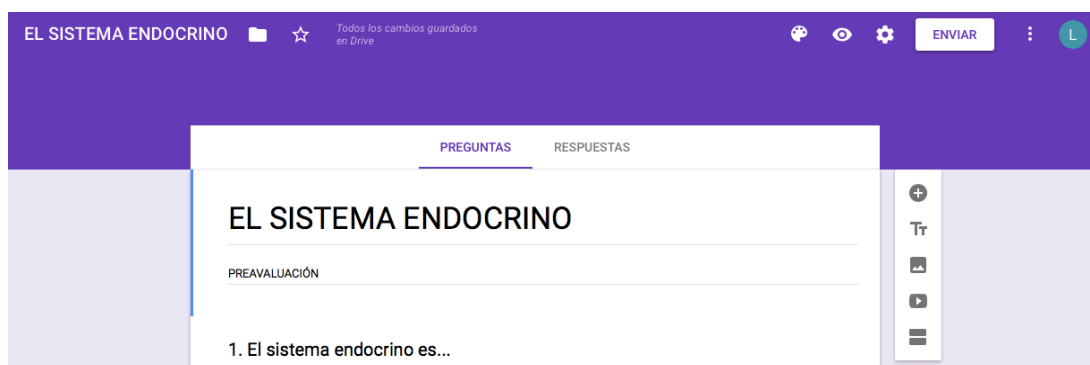 EL SISTEMA ENDOCRINO
Todos los cambios guardados
en Drive
ENVIAR
L
PREGUNTAS RESPUESTAS
EL SISTEMA ENDOCRINO
Tт
PREAVALUACIÓN
1. El sistema endocrino es...